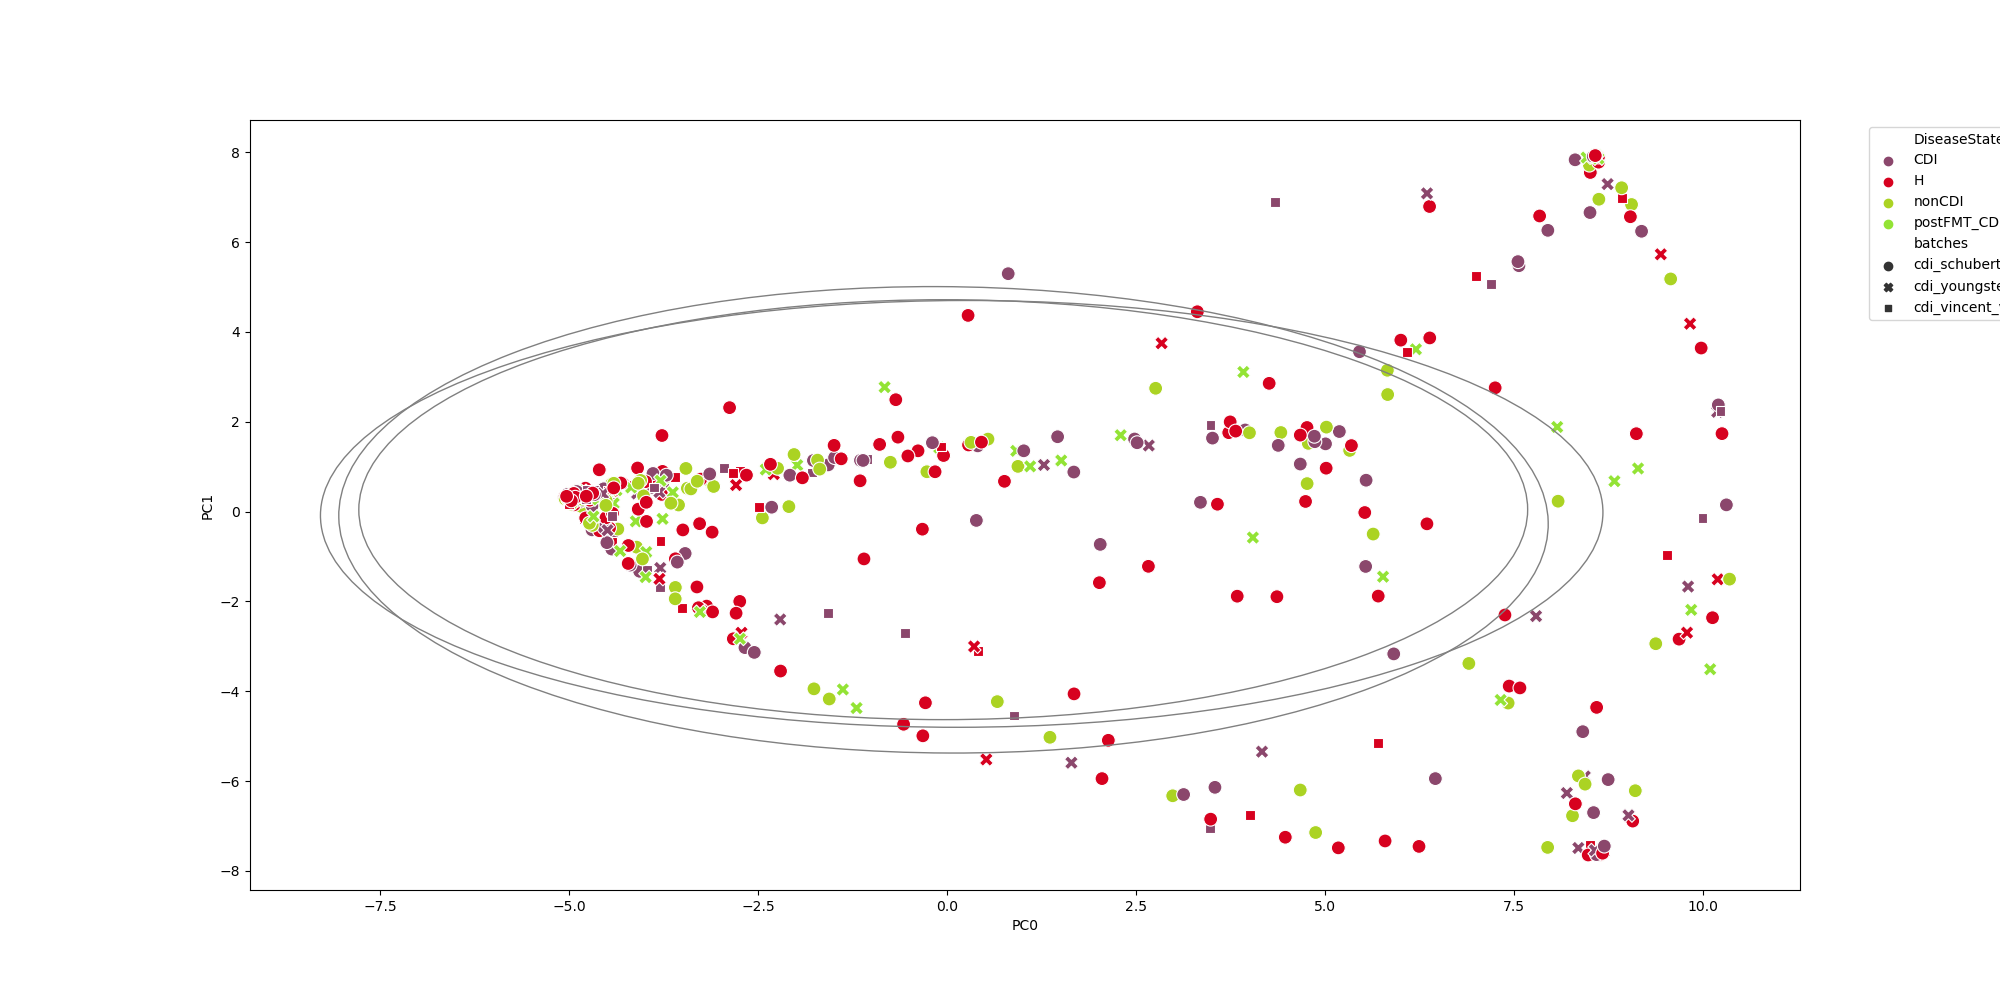 8
6
4
2
0
−2
−4
−6
−8
PC1
−7.5 −5.0 −2.5 0.0 2.5 5.0 7.5 10.0
PC0
DiseaseState
CDI
H
nonCDI
postFMT_CD
batches
cdi_schubert
cdi_youngste
cdi_vincent_